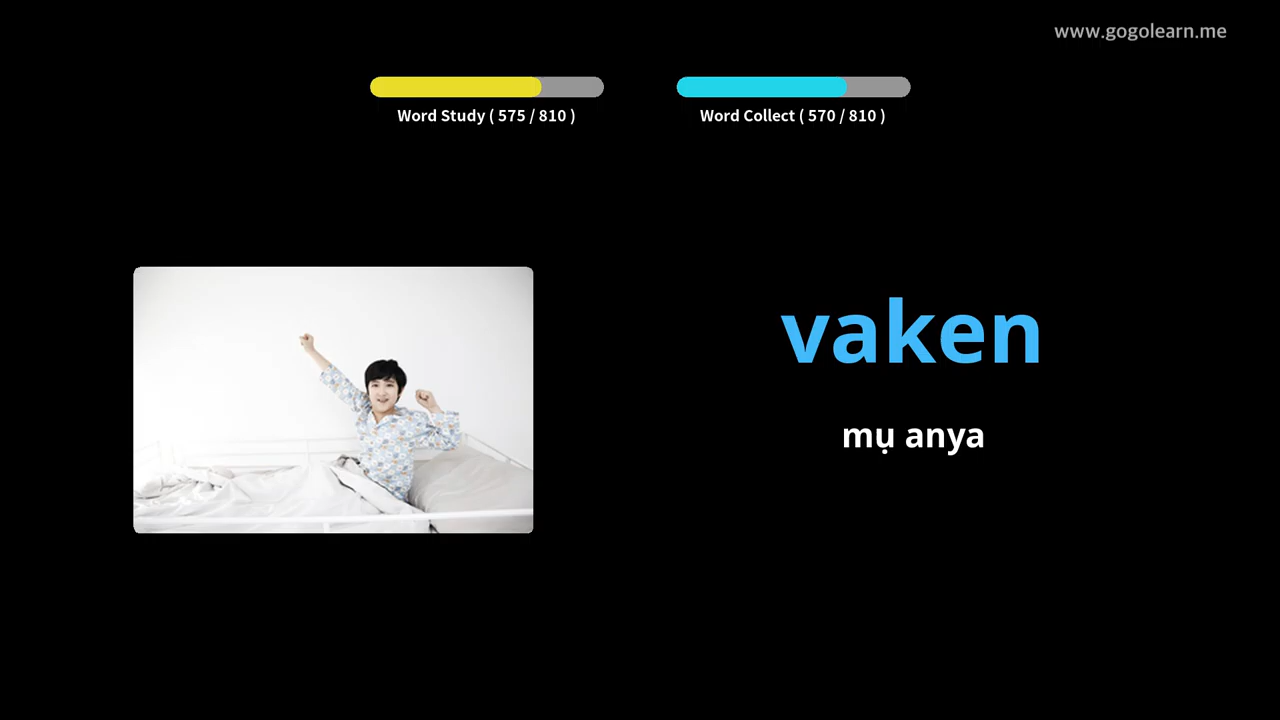 www.gogolearn.me
Word Study ( 575 / 810 )
Word Collect ( 570 / 810 )
vaken
mụ anya